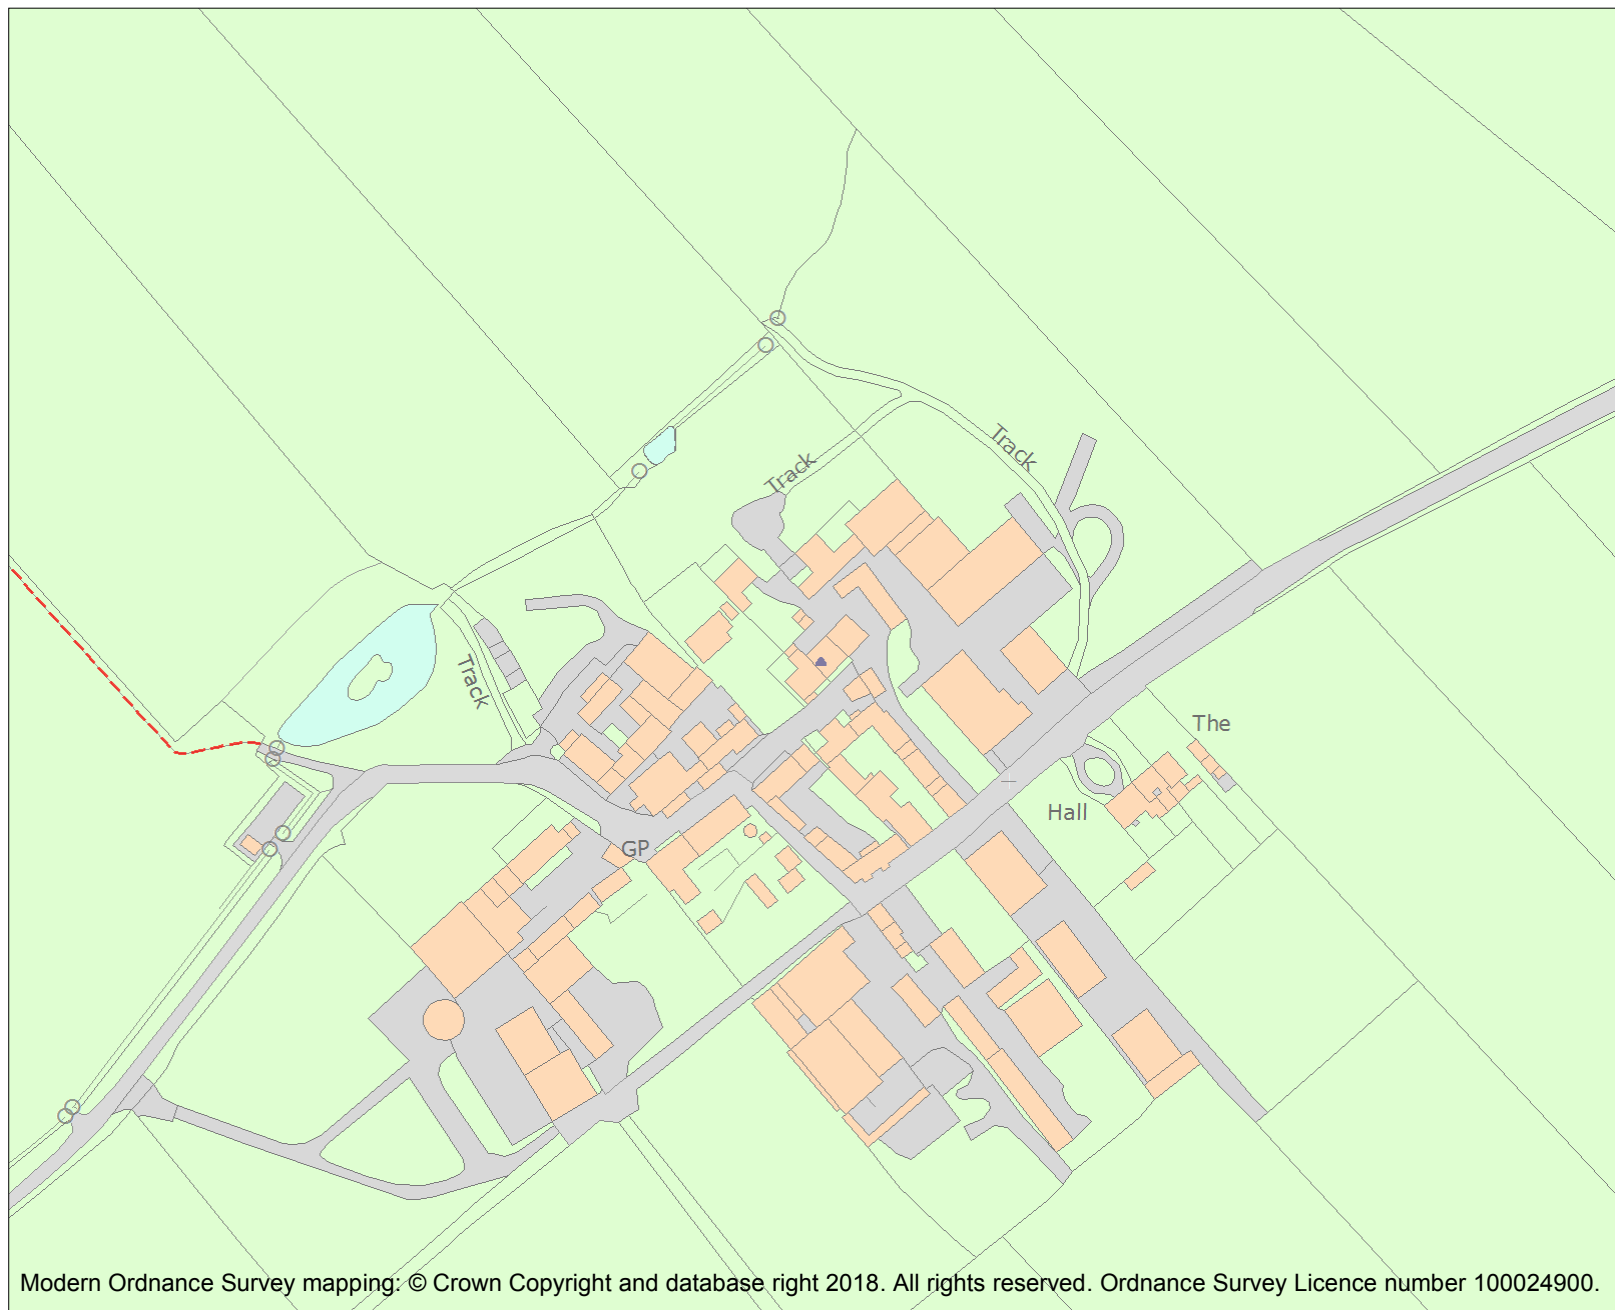 Track
Track
Track
The
Hall
GP
Modern Ordnance Survey mapping: © Crown Copyright and database right 2018. All rights reserved. Ordnance Survey Licence number 100024900.